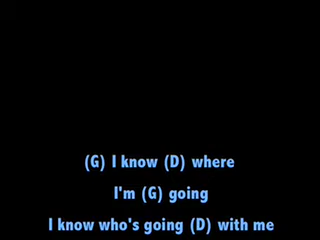 (G) I know (D) where
I'm (G) going
I know who's going (D) with me